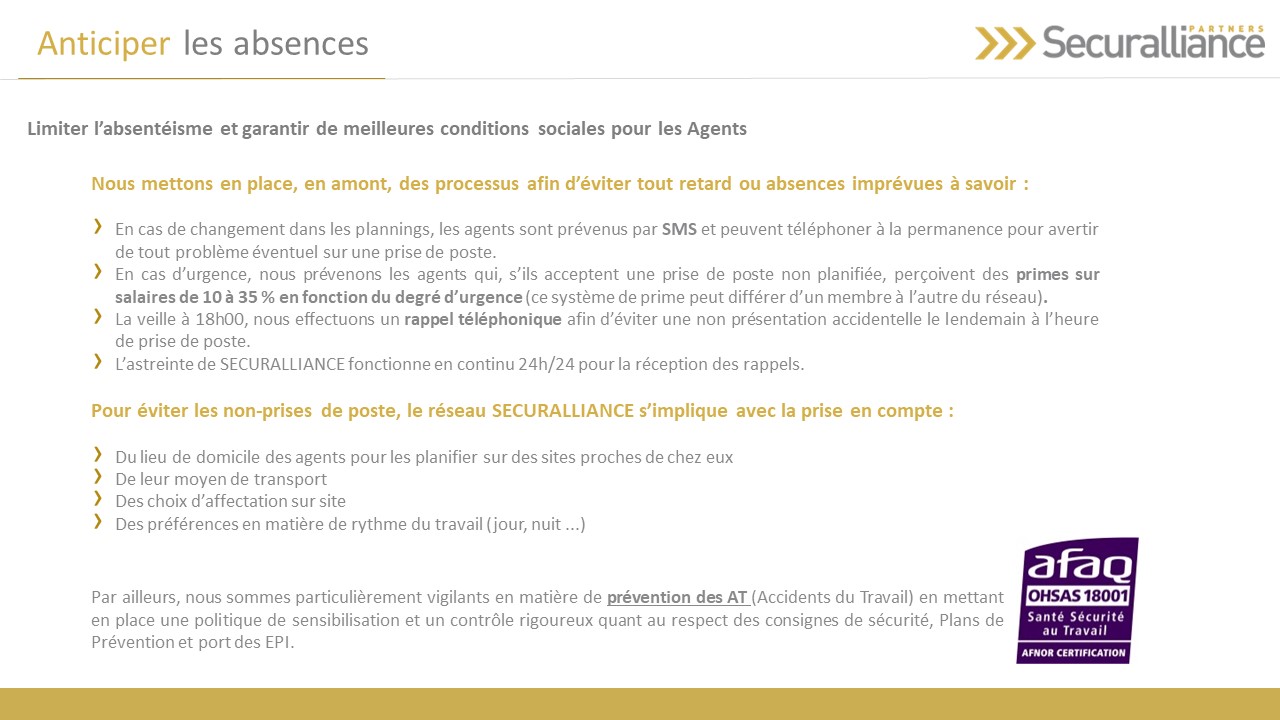 Anticiper les absences
PARTNERS
Securalliance
Limiter l’absentéisme et garantir de meilleures conditions sociales pour les Agents
Nous mettons en place, en amont, des processus afin d’éviter tout retard ou absences imprévues à savoir :
En cas de changement dans les plannings, les agents sont prévenus par SMS et peuvent téléphoner à la permanence pour avertir
de tout problème éventuel sur une prise de poste.
En cas d’urgence, nous prévenons les agents qui, s’ils acceptent une prise de poste non planifiée, perçoivent des primes sur
salaires de 10 à 35 % en fonction du degré d’urgence (ce système de prime peut différer d’un membre à l’autre du réseau).
La veille à 18h00, nous effectuons un rappel téléphonique afin d’éviter une non présentation accidentelle le lendemain à l’heure
de prise de poste.
L’astreinte de SECURALLIANCE fonctionne en continu 24h/24 pour la réception des rappels.
Pour éviter les non-prises de poste, le réseau SECURALLIANCE s’implique avec la prise en compte :
Du lieu de domicile des agents pour les planifier sur des sites proches de chez eux
De leur moyen de transport
Des choix d’affectation sur site
Des préférences en matière de rythme du travail (jour, nuit ...)
Par ailleurs, nous sommes particulièrement vigilants en matière de prévention des AT (Accidents du Travail) en mettant
en place une politique de sensibilisation et un contrôle rigoureux quant au respect des consignes de sécurité, Plans de
Prévention et port des EPI.
afaq
OHSAS 18001
Santé Sécurité
au Travail
AFNOR CERTIFICATION